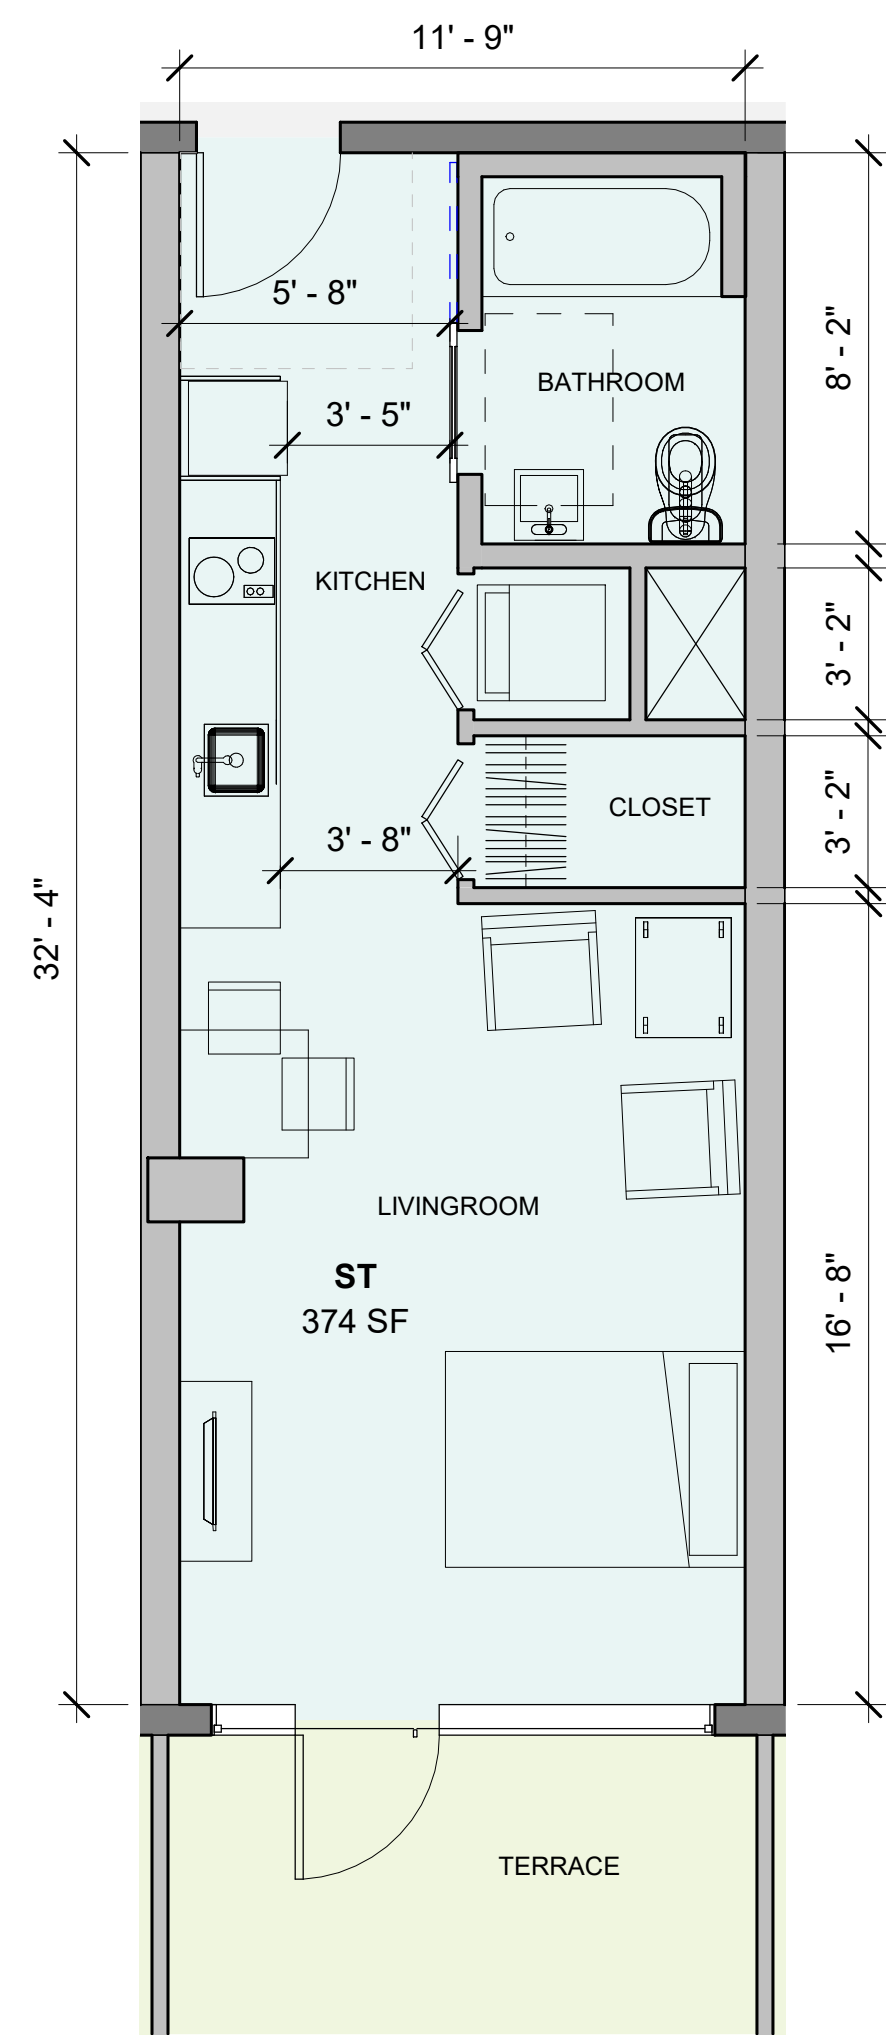 11' - 9"
5' - 8"
8' - 2"
BATHROOM
3' - 5"
KITCHEN
3' - 2"
3' - 2"
CLOSET
3' - 8"
32' - 4"
LIVINGROOM
ST
374 SF
16' - 8"
TERRACE